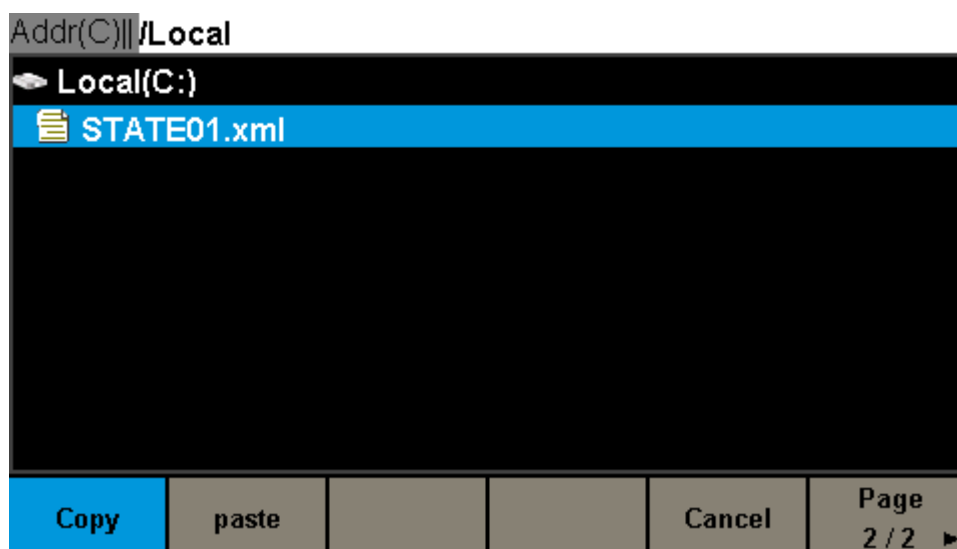 Addr(C)|| /Local
Local(C:)
STATE01.xml
Copy paste Cancel Page
2 / 2